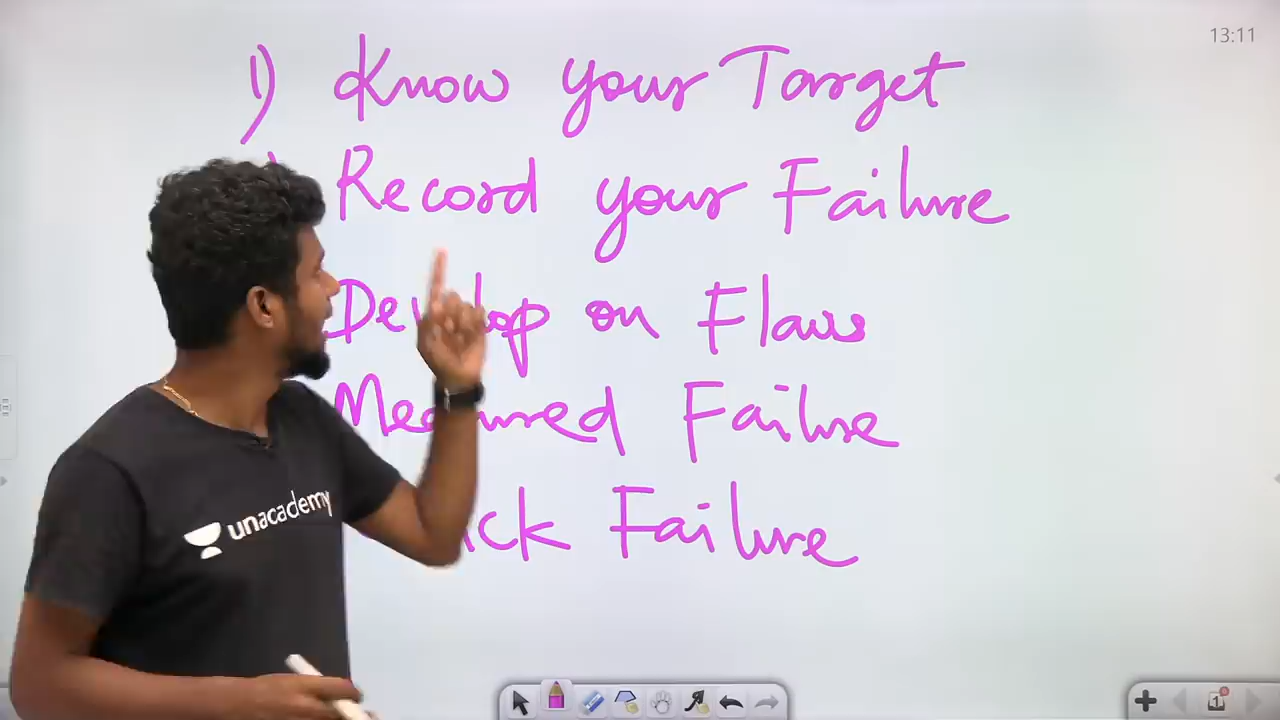 13:11
1) Know your Target
Record your Failure
Develop on Flaws
Failure
Failure
unacademy